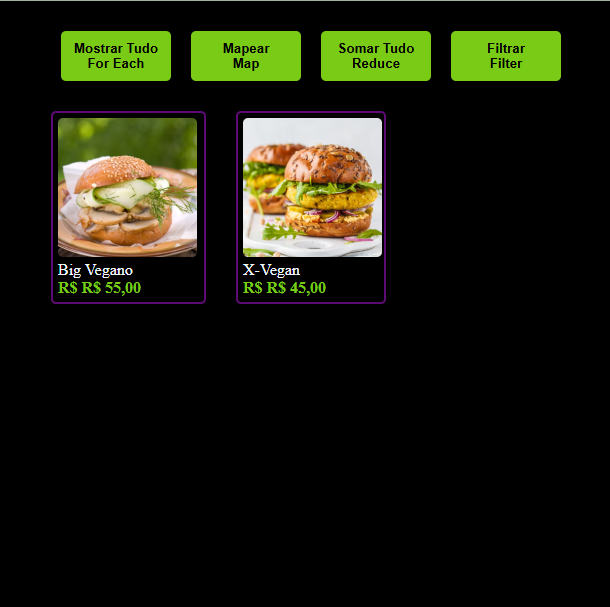 Mostrar Tudo
For Each
Mapear
Map
Somar Tudo
Reduce
Filtrar
Filter
Big Vegano
R$ R$ 55,00
X-Vegan
R$ R$ 45,00